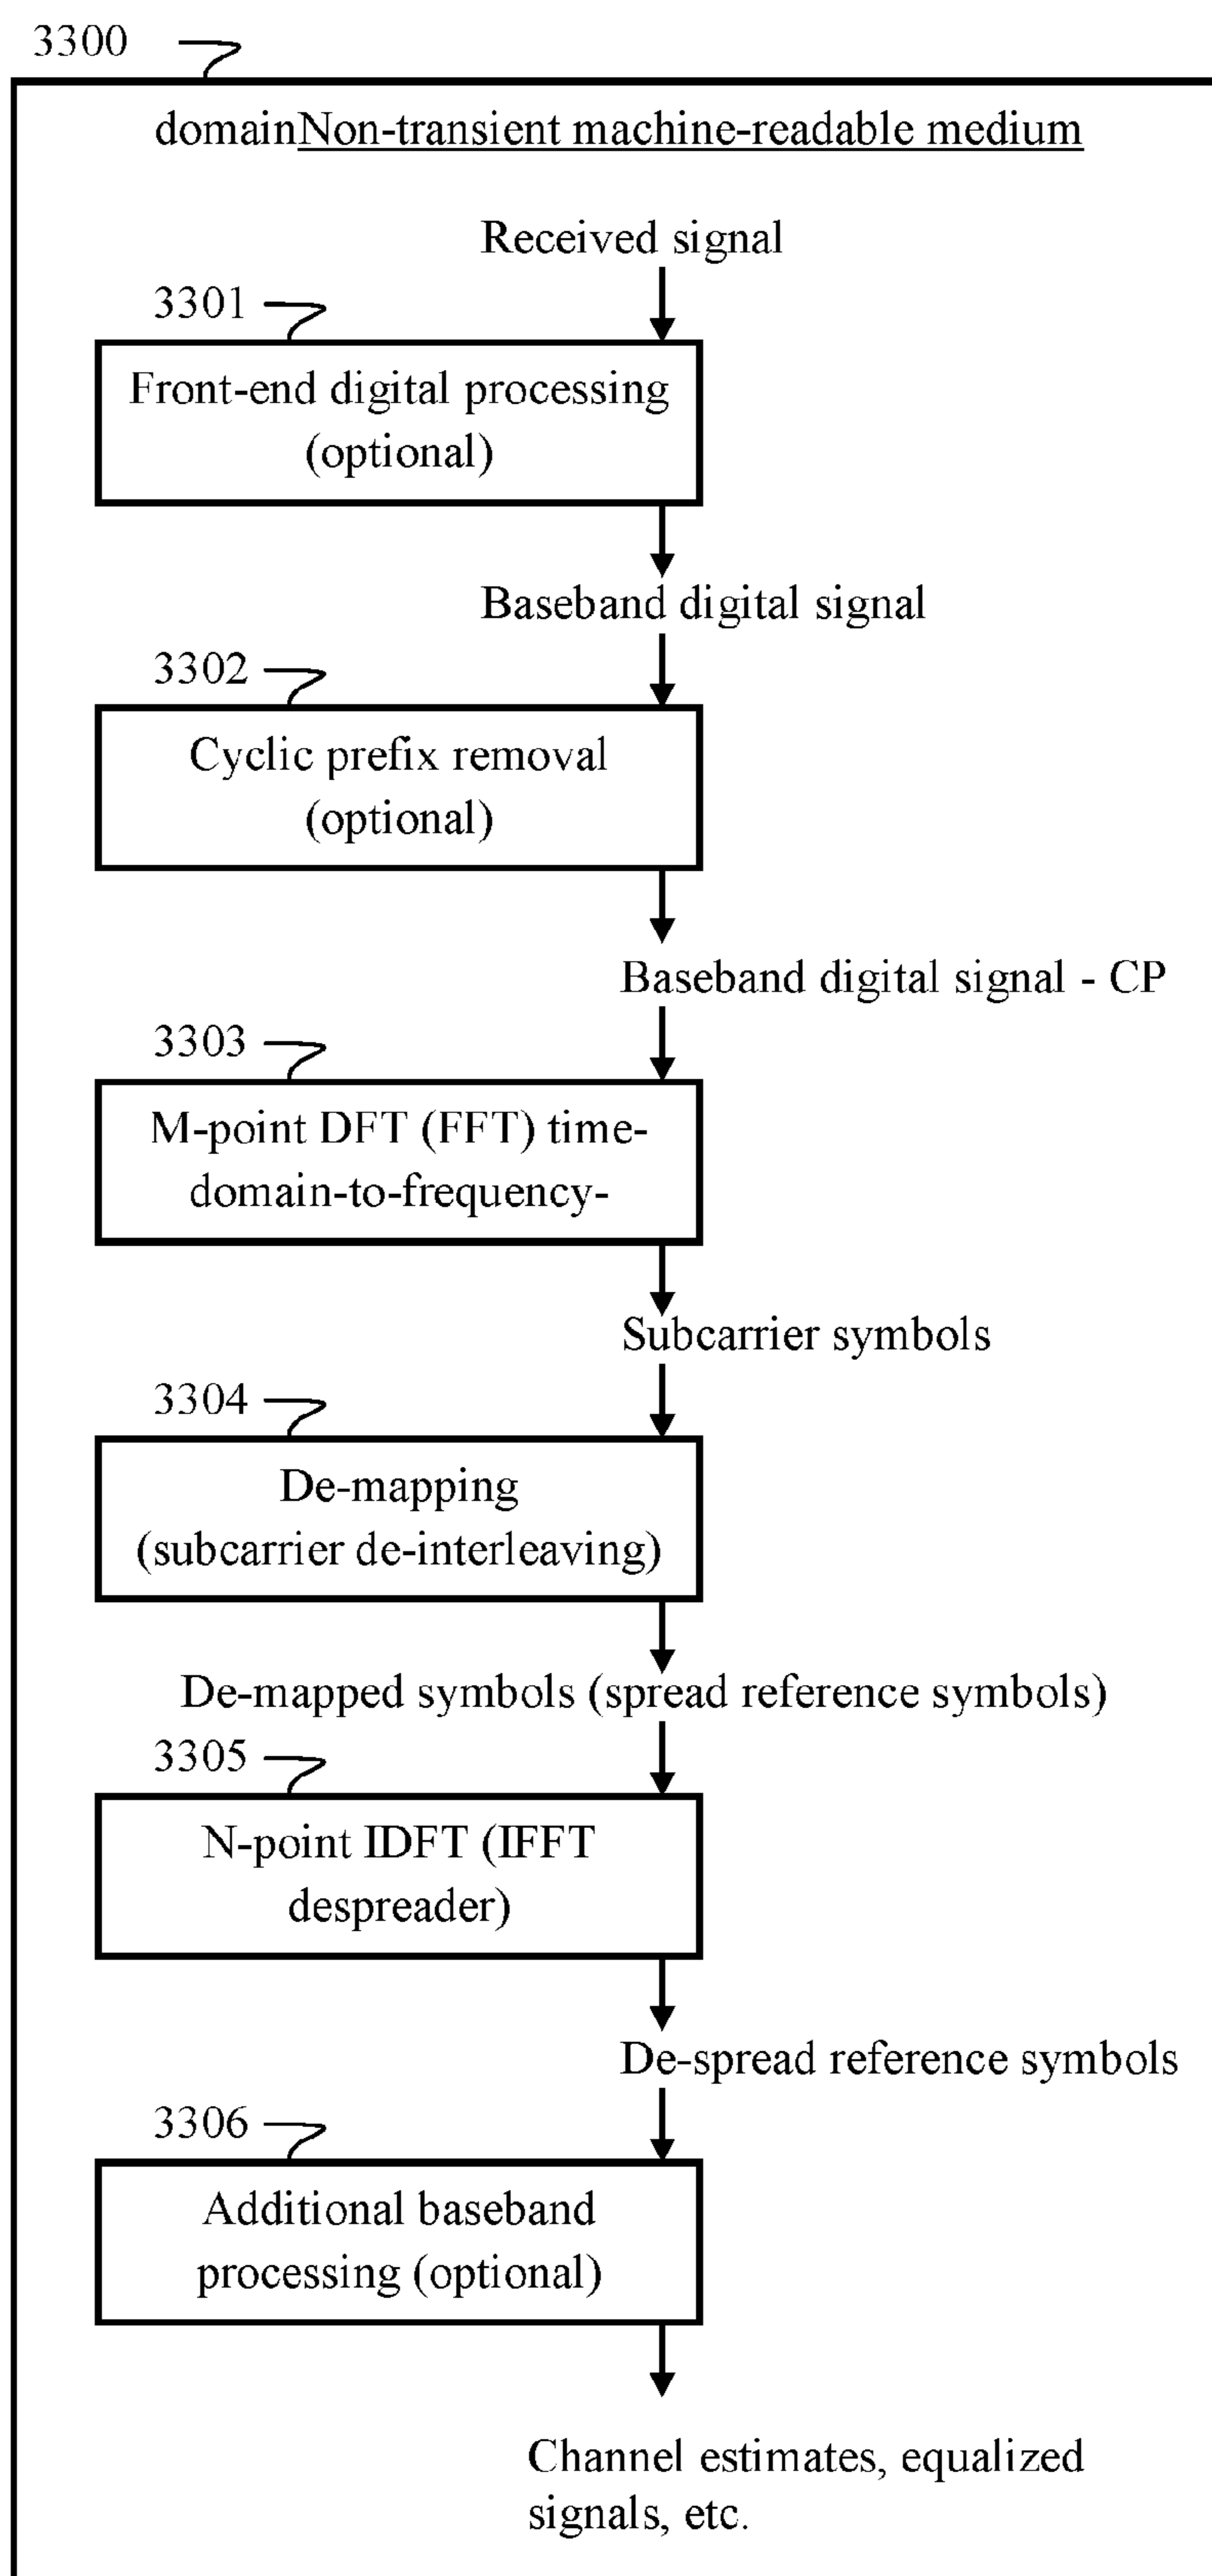 3300
domainNon-transient machine-readable medium
Received signal
3301
Front-end digital processing
(optional)
Baseband digital signal
3302
Cyclic prefix removal
(optional)
Baseband digital signal - CP
3303
M-point DFT (FFT) time-
domain-to-frequency-
Subcarrier symbols
3304
De-mapping
(subcarrier de-interleaving)
De-mapped symbols (spread reference symbols)
3305
N-point IDFT (IFFT
despreader)
De-spread reference symbols
3306
Additional baseband
processing (optional)
Channel estimates, equalized
signals, etc.